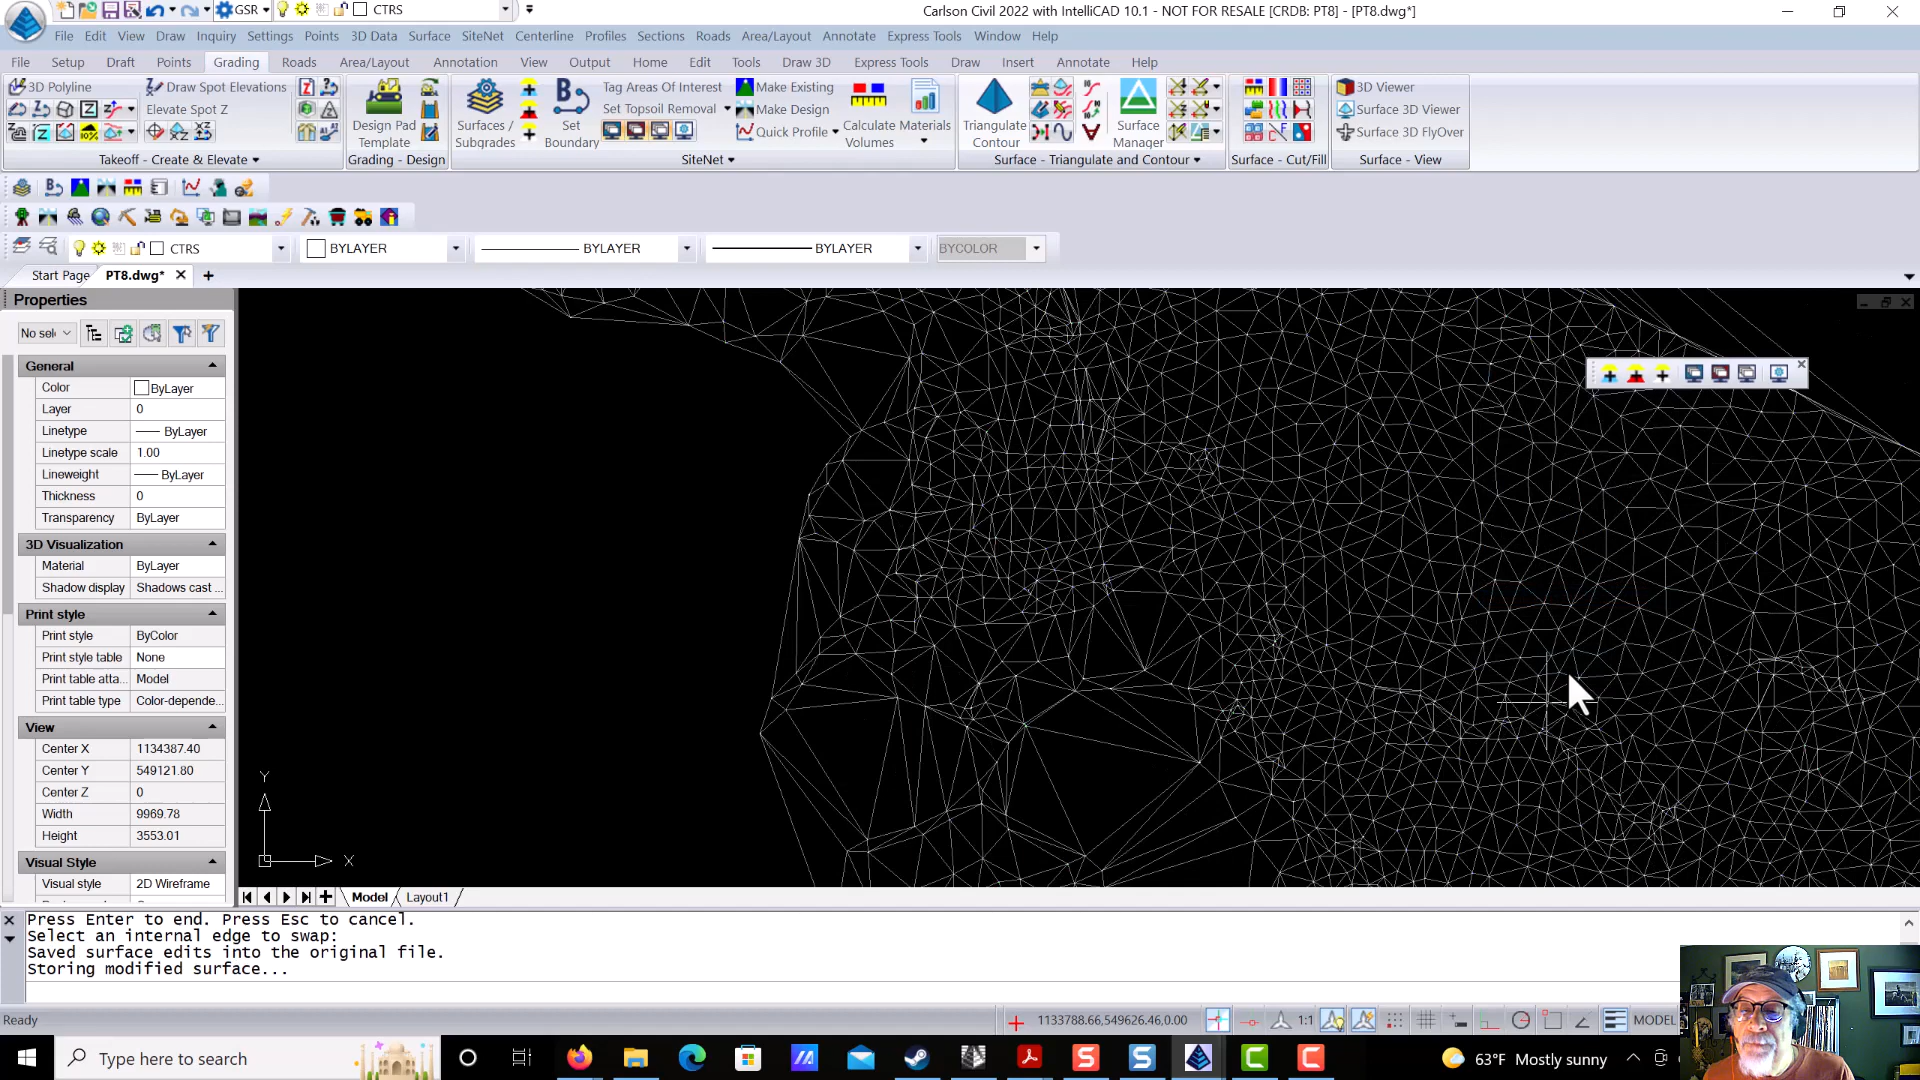 GSR
CTRS
Carlson Civil 2022 with IntelliCAD 10.1 - NOT FOR RESALE [CRDB: PT8] - [PT8.dwg*]
File Edit View Draw Inquiry Settings Points 3D Data Surface SiteNet Centerline Profiles Sections Roads Area/Layout Annotate Express Tools Window Help
File Setup Draft Points Grading Roads Area/Layout Annotation View Output Home Edit Tools Draw 3D Express Tools Draw Insert Annotate Help
3D Polyline
Draw Spot Elevations
Elevate Spot Z
Takeoff - Create & Elevate
Design Pad
Template
Grading - Design
Surfaces /
Subgrades
Set
Boundary
Tag Areas Of Interest
Set Topsoil Removal
Make Existing
Make Design
Quick Profile
Calculate
Volumes
Materials
SiteNet
Triangulate
Contour
Surface
Manager
Surface - Triangulate and Contour
Surface - Cut/Fill
3D Viewer
Surface 3D Viewer
Surface 3D FlyOver
Surface - View
CTRS
BYLAYER
BYLAYER
BYLAYER
BYCOLOR
Start Page
PT8.dwg*
Properties
No sel
General
Color ByLayer
Layer 0
Linetype ByLayer
Linetype scale 1.00
Lineweight ByLayer
Thickness 0
Transparency ByLayer
3D Visualization
Material ByLayer
Shadow display Shadows cast ...
Print style
Print style ByColor
Print style table None
Print table atta... Model
Print table type Color-depende...
View
Center X 1134387.40
Center Y 549121.80
Center Z 0
Width 9969.78
Height 3553.01
Visual Style
Visual style 2D Wireframe
Y
X
Model
Layout1
Press Enter to end. Press Esc to cancel.
Select an internal edge to swap:
Saved surface edits into the original file.
Storing modified surface...
Ready
1133788.66,549626.46,0.00
1:1
MODEL
Type here to search
63°F Mostly sunny